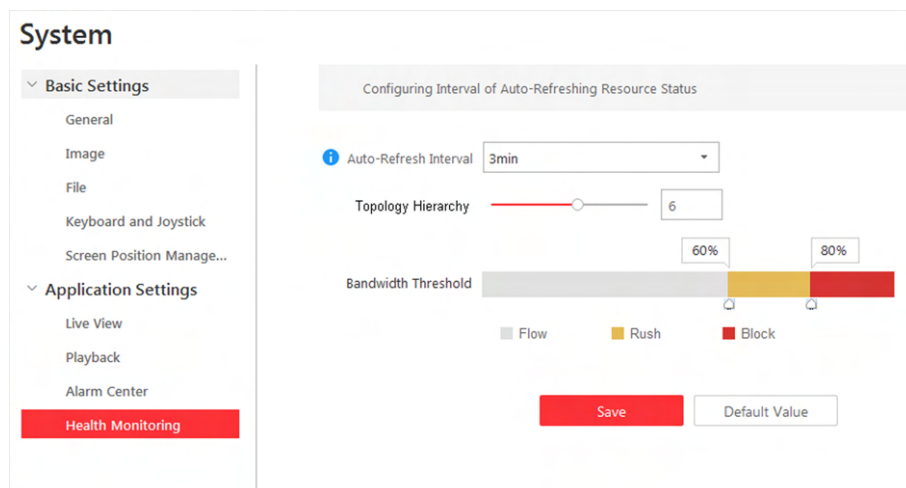 System
Basic Settings
General
Image
File
Keyboard and Joystick
Screen Position Manage...
Application Settings
Live View
Playback
Alarm Center
Health Monitoring
Configuring Interval of Auto-Refreshing Resource Status
Auto-Refresh Interval 3min
Topology Hierarchy 6
60% 80%
Bandwidth Threshold
Flow Rush Block
Save Default Value